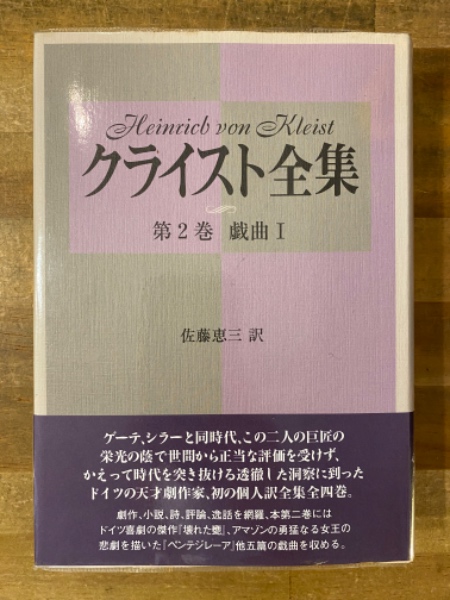 Heinrich von Kleist
クライスト全集
第2巻 戯曲Ⅰ
佐藤恵三 訳
ゲーテ、シラーと同時代、この二人の巨匠の
栄光の蔭で世間から正当な評価を受けず、
かえって時代を突き抜ける透徹した洞察に到った
ドイツの天才劇作家、初の個人訳全集全四巻。
劇作、小説、詩、評論、逸話を網羅、本第二巻には
ドイツ喜劇の傑作『壊れた甕』、アマゾンの勇猛なる女王の
悲劇を描いた『ペンテジレーア』他五篇の戯曲を収める。